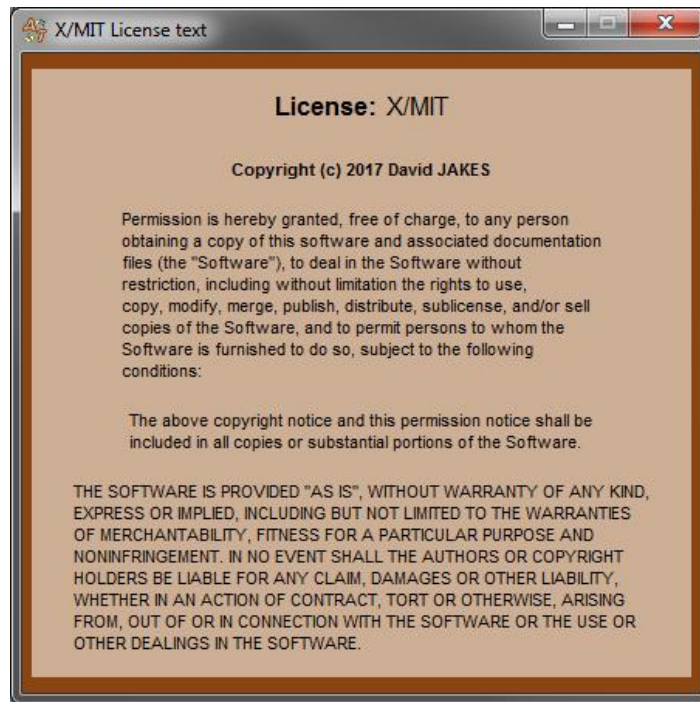 X/MIT License text
License: X/MIT
Copyright (c) 2017 David JAKES
Permission is hereby granted, free of charge, to any person
obtaining a copy of this software and associated documentation
files (the "Software"), to deal in the Software without
restriction, including without limitation the rights to use,
copy, modify, merge, publish, distribute, sublicense, and/or sell
copies of the Software, and to permit persons to whom the
Software is furnished to do so, subject to the following
conditions:
The above copyright notice and this permission notice shall be
included in all copies or substantial portions of the Software.
THE SOFTWARE IS PROVIDED "AS IS", WITHOUT WARRANTY OF ANY KIND,
EXPRESS OR IMPLIED, INCLUDING BUT NOT LIMITED TO THE WARRANTIES
OF MERCHANTABILITY, FITNESS FOR A PARTICULAR PURPOSE AND
NONINFRINGEMENT. IN NO EVENT SHALL THE AUTHORS OR COPYRIGHT
HOLDERS BE LIABLE FOR ANY CLAIM, DAMAGES OR OTHER LIABILITY,
WHETHER IN AN ACTION OF CONTRACT, TORT OR OTHERWISE, ARISING
FROM, OUT OF OR IN CONNECTION WITH THE SOFTWARE OR THE USE OR
OTHER DEALINGS IN THE SOFTWARE.